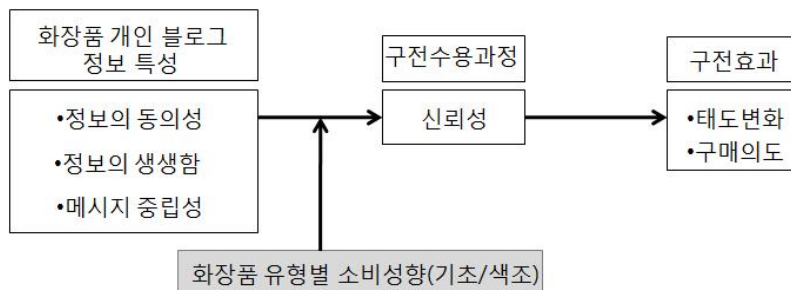 화장품 개인 블로그
정보 특성
•정보의 동의성
•정보의 생생함
•메시지 중립성
구전수용과정
신뢰성
구전효과
•태도변화
•구매의도
화장품 유형별 소비성향(기초/색조)